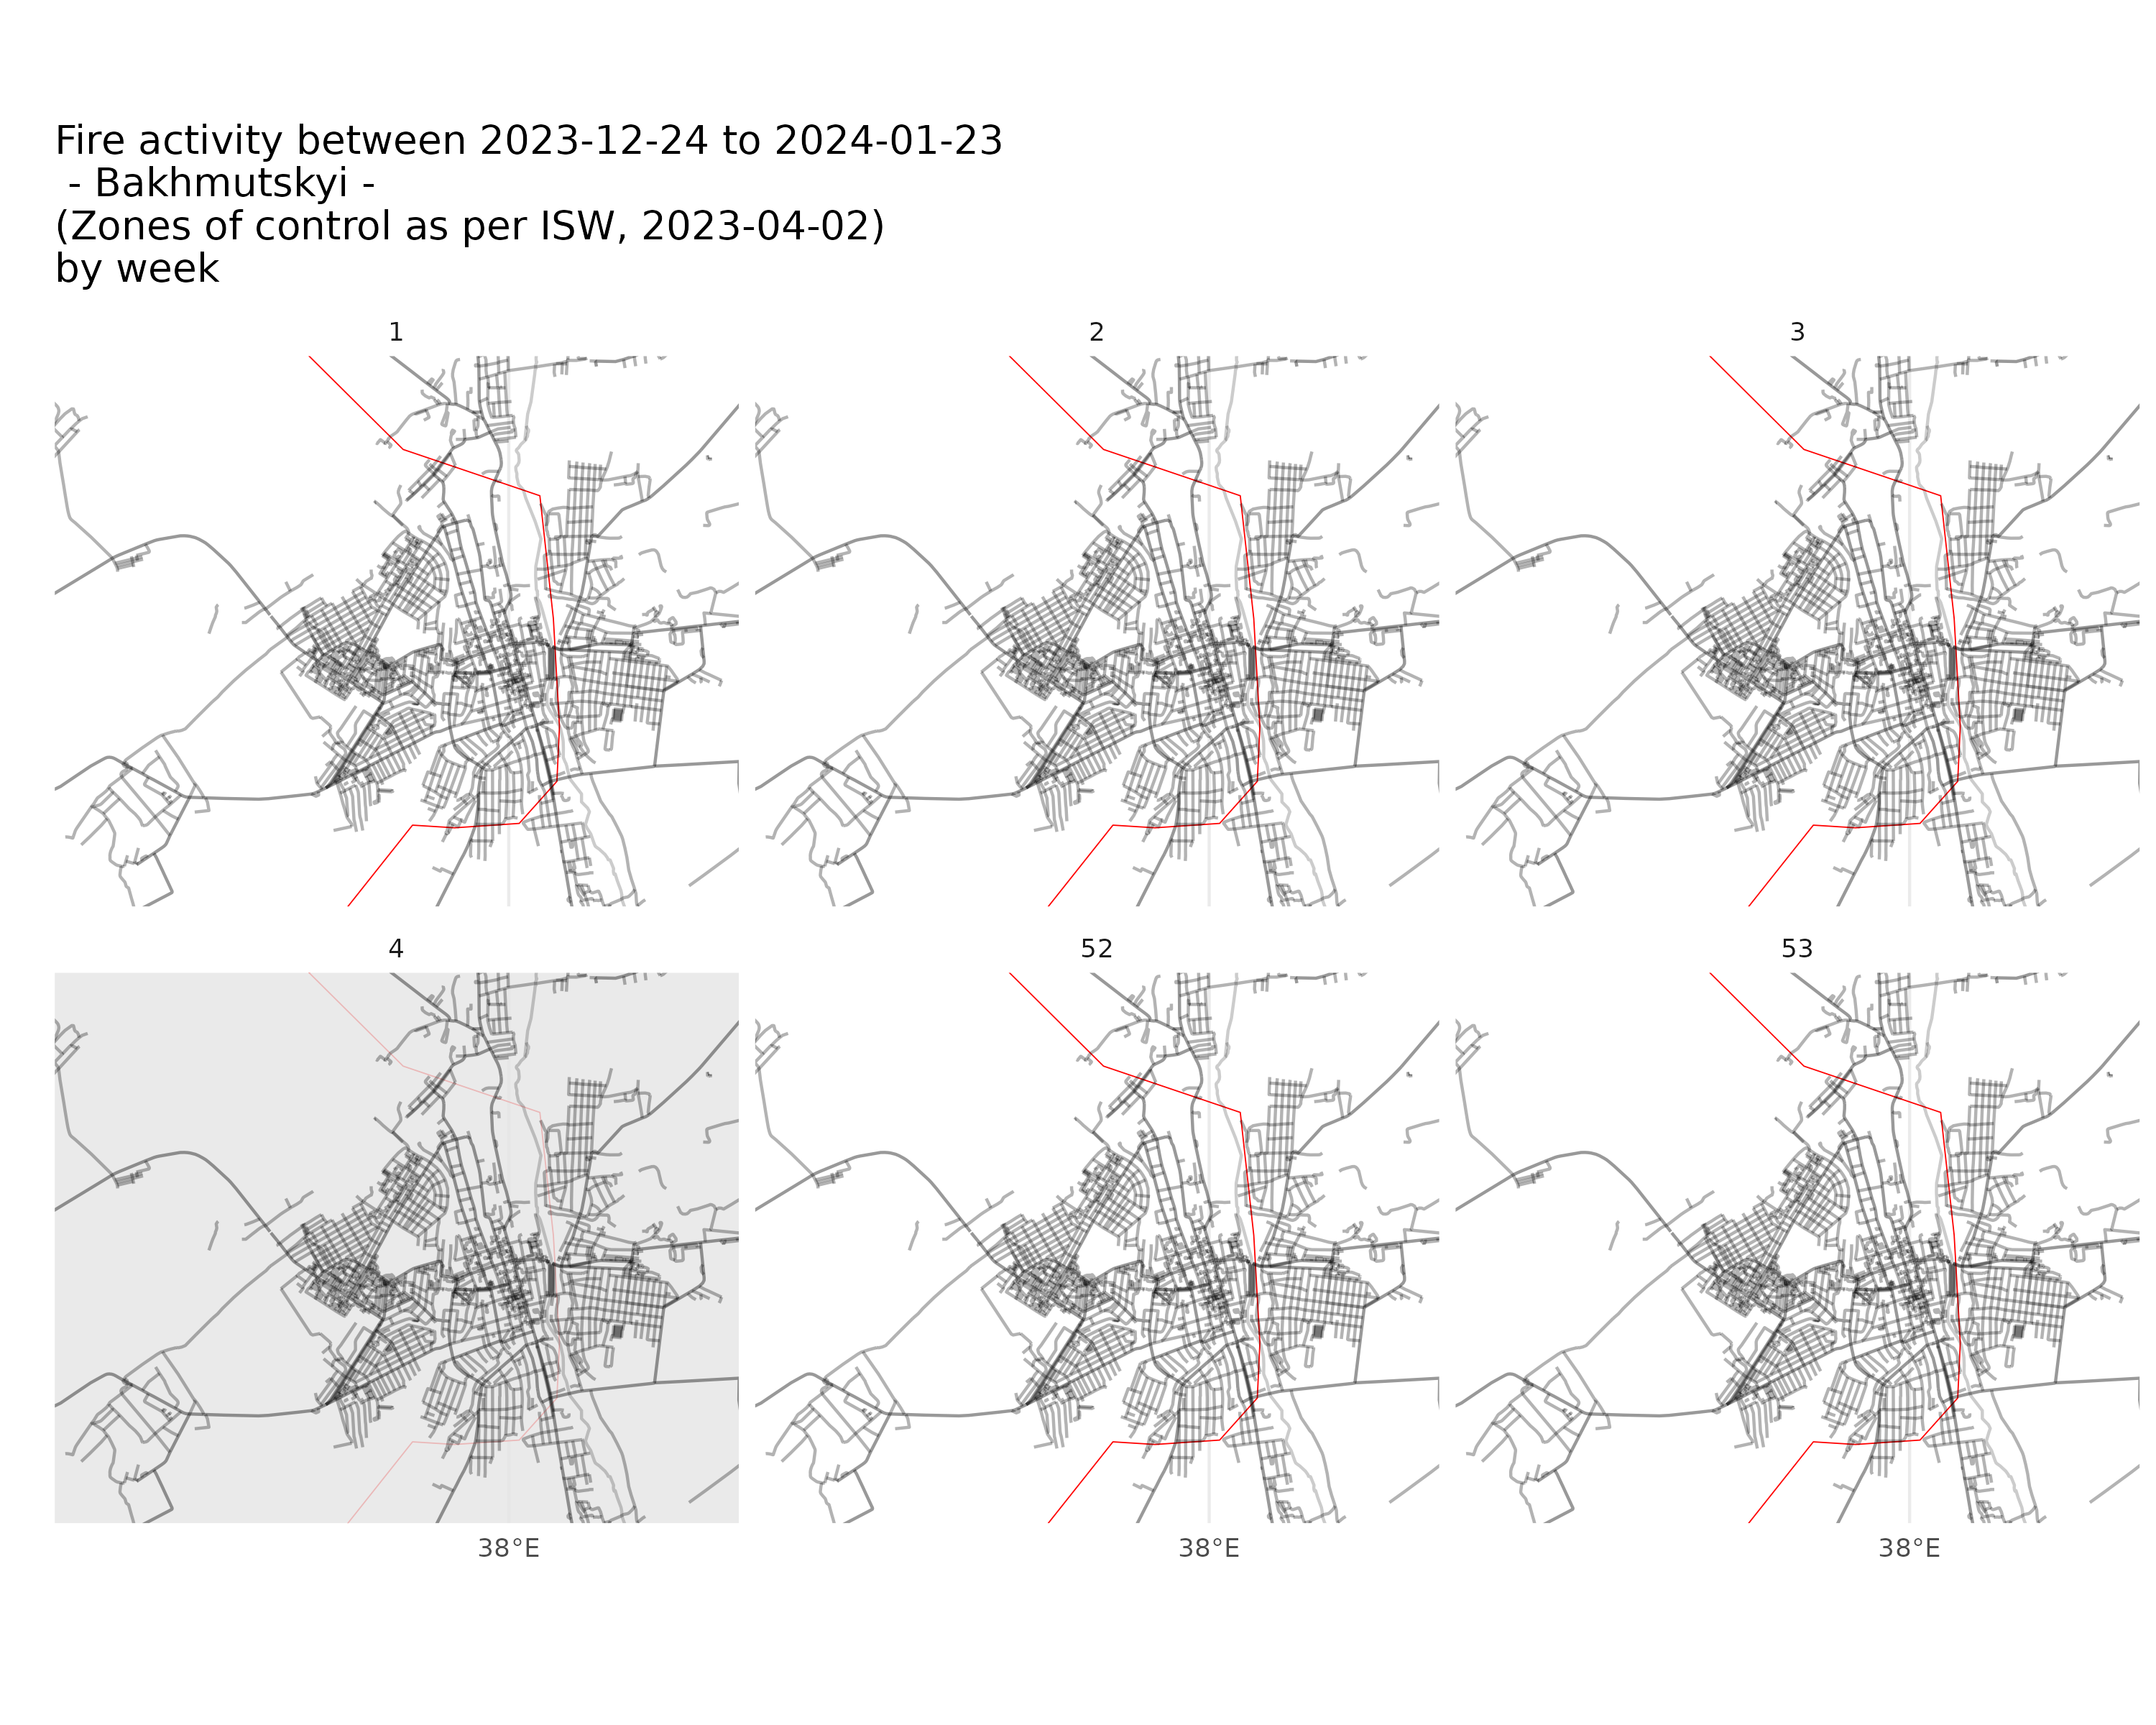 Fire activity between 2023-12-24 to 2024-01-23
- Bakhmutskyi -
(Zones of control as per ISW, 2023-04-02)
by week
1
2
3
4
52
53
38°E
38°E
38°E